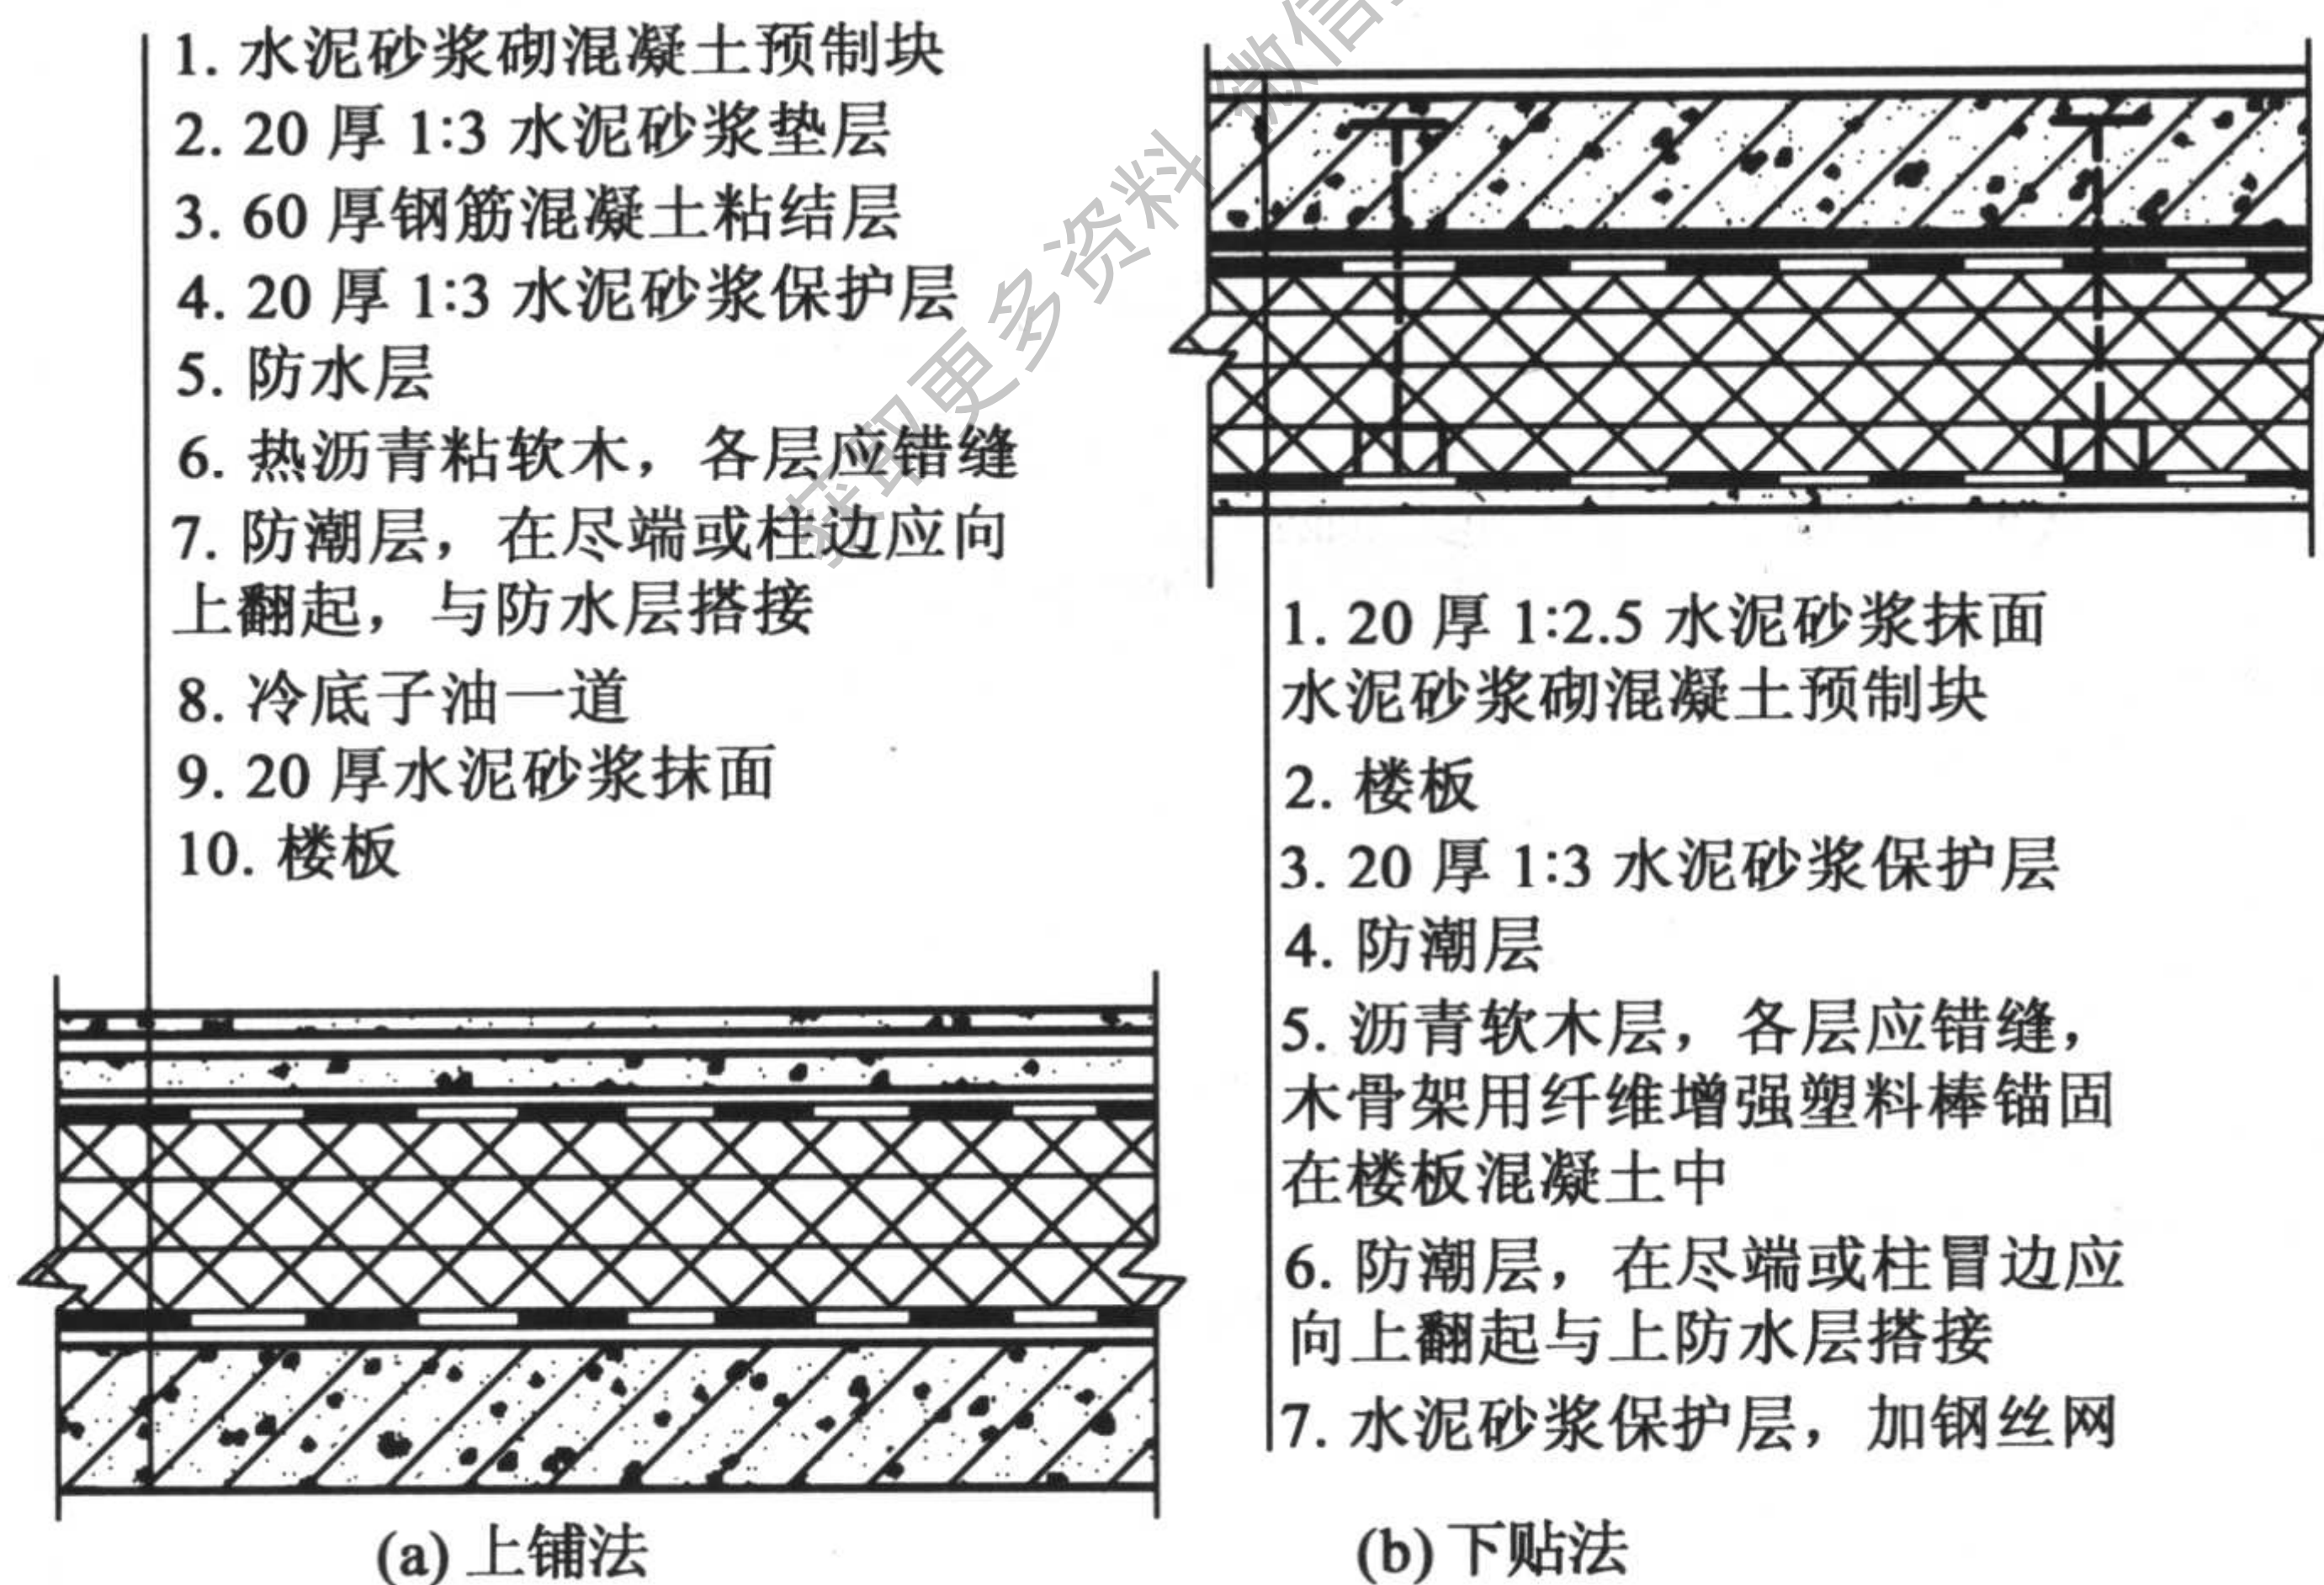 1. 水泥砂浆砌混凝土预制块
2. 20 厚 1:3 水泥砂浆垫层
3. 60 厚钢筋混凝土粘结层
4. 20 厚 1:3 水泥砂浆保护层
5. 防水层
6. 热沥青粘软木，各层应错缝
7. 防潮层，在尽端或柱边应向
上翻起，与防水层搭接
8. 冷底子油一道
9. 20 厚水泥砂浆抹面
10. 楼板
(a) 上铺法
1. 20 厚 1:2.5 水泥砂浆抹面
水泥砂浆砌混凝土预制块
2. 楼板
3. 20 厚 1:3 水泥砂浆保护层
4. 防潮层
5. 沥青软木层，各层应错缝，
木骨架用纤维增强塑料棒锚固
在楼板混凝土中
6. 防潮层，在尽端或柱冒边应
向上翻起与上防水层搭接
7. 水泥砂浆保护层，加钢丝网
(b) 下贴法
获取更多资料 微信